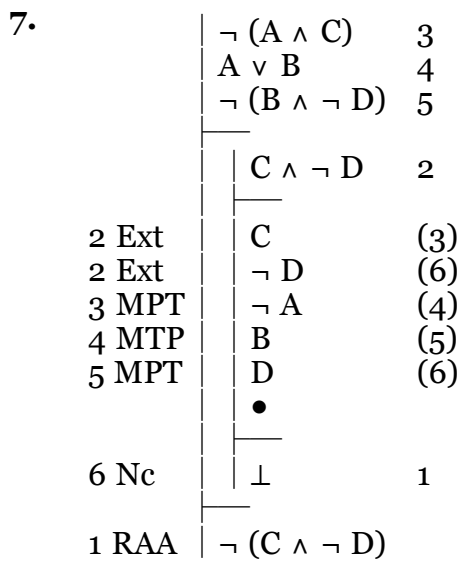 7.
¬ (A ∧ C) 3
A ∨ B 4
¬ (B ∧ ¬ D) 5
C ∧ ¬ D 2
2 Ext C (3)
2 Ext ¬ D (6)
3 MPT ¬ A (4)
4 MTP B (5)
5 MPT D (6)
●
6 Nc ⊥ 1
1 RAA ¬ (C ∧ ¬ D)